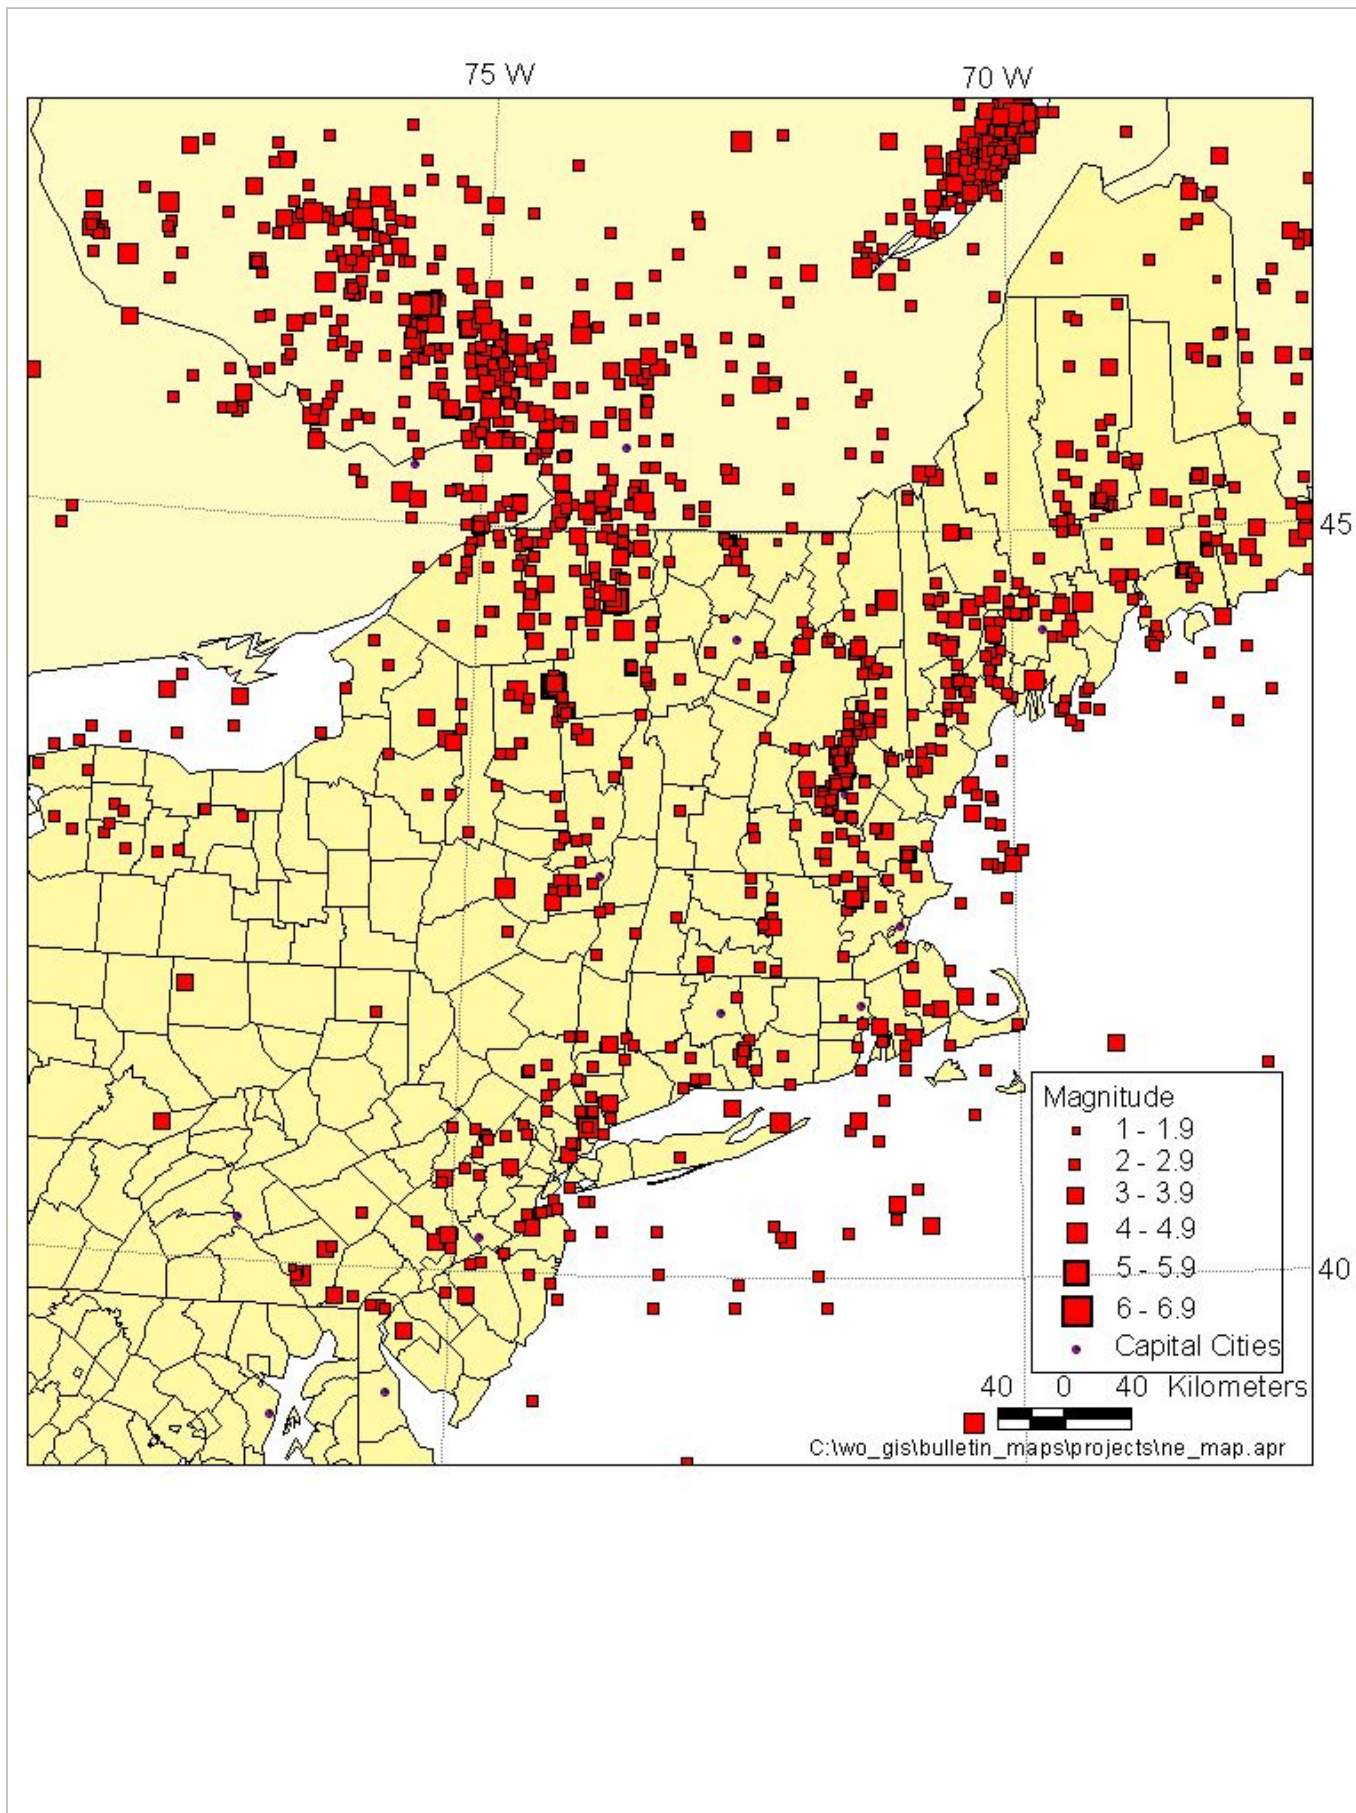 75 W
70 W
45
40
Magnitude
1 - 1.9
2 - 2.9
3 - 3.9
4 - 4.9
5 - 5.9
6 - 6.9
Capital Cities
40 0 40 Kilometers
C:\wo_gis\bulletin_maps\projects\ne_map.apr